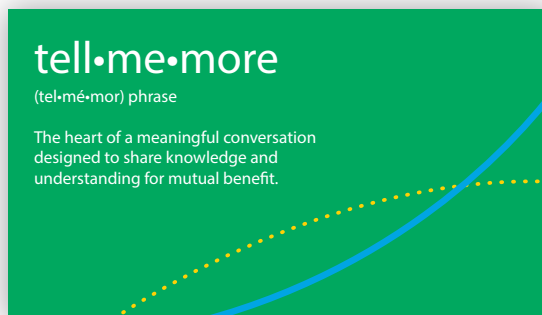 tell•me•more
(tel•mé•mor) phrase
The heart of a meaningful conversation
designed to share knowledge and
understanding for mutual benefit.